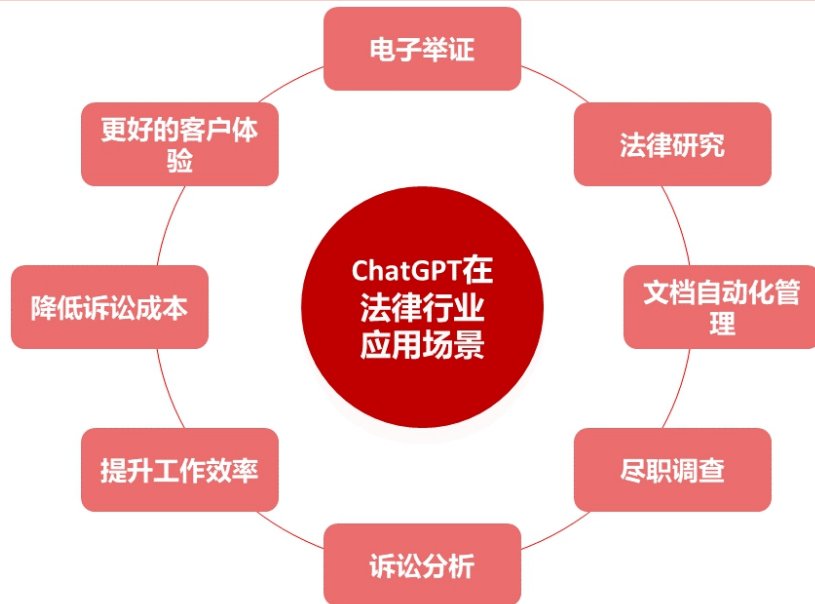 电子举证
法律研究
文档自动化管
理
尽职调查
诉讼分析
提升工作效率
降低诉讼成本
更好的客户体
验
ChatGPT在
法律行业
应用场景